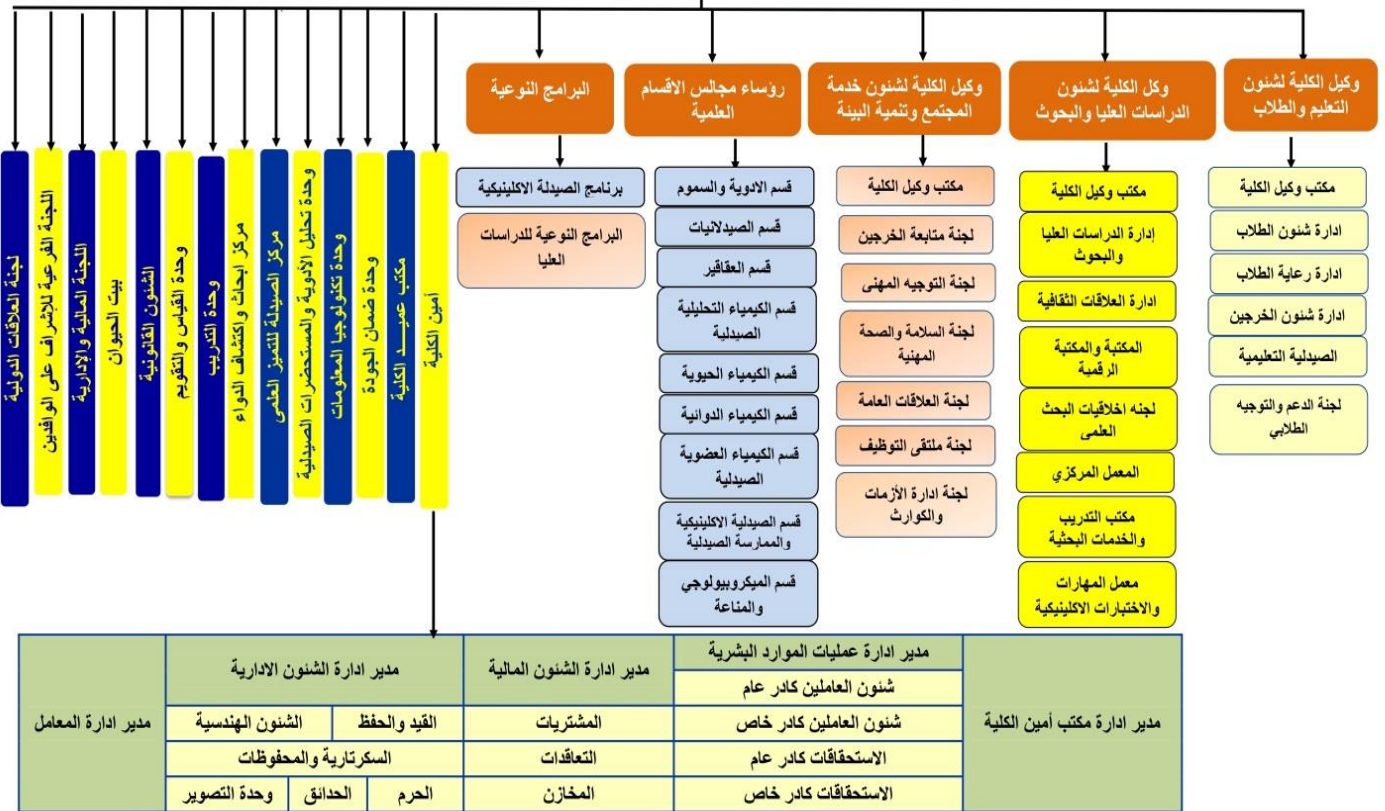 وكيل الكلية لشئون
التعليم والطلاب
وكل الكلية لشئون
الدراسات العليا والبحوث
وكيل الكلية لشئون خدمة
المجتمع وتنمية البيئة
رؤساء مجالس الاقسام
العلمية
البرامج النوعية
مكتب وكيل الكلية
ادارة شئون الطلاب
ادارة رعاية الطلاب
ادارة شئون الخرجين
الصيدلية التعليمية
لجنة الدعم والتوجيه
الطلابي
مكتب وكيل الكلية
إدارة الدراسات العليا
والبحوث
ادارة العلاقات الثقافية
المكتبة والمكتبة
الرقمية
لجنه اخلاقيات البحث
العلمى
المعمل المركزي
مكتب التدريب
والخدمات البحثية
معمل المهارات
والاختبارات الاكلينيكية
مكتب وكيل الكلية
لجنة متابعة الخرجين
لجنة التوجيه المهنى
لجنة السلامة والصحة
المهنية
لجنة العلاقات العامة
لجنة ملتقى التوظيف
لجنة ادارة الأزمات
والكوارث
قسم الادوية والسموم
قسم الصيدلانيات
قسم العقاقير
قسم الكيمياء التحليلية
الصيدلية
قسم الكيمياء الحيوية
قسم الكيمياء الدوائية
قسم الكيمياء العضوية
الصيدلية
قسم الصيدلية الاكلينيكية
والممارسة الصيدلية
قسم الميكروبيولوجي
والمناعة
برنامج الصيدلة الاكلينيكية
البرامج النوعية للدراسات
العليا
أمين الكلية
مكتب عميـــد الكلية
وحدة ضمان الجودة
وحدة تكنولوجيا المعلومات
وحدة تحليل الأدوية والمستحضرات الصيدلية
مركز الصيدلة للتميز العلمى
مركز ابحاث واكتشاف الدواء
وحدة التدريب
وحدة القياس والتقويم
الشئون القانونية
بيت الحيوان
اللجنة المالية والإدارية
اللجنة الفرعية للإشراف على الوافدين
لجنة العلاقات الدولية
مدير ادارة مكتب أمين الكلية
مدير ادارة عمليات الموارد البشرية
شئون العاملين كادر عام
شئون العاملين كادر خاص
الاستحقاقات كادر عام
الاستحقاقات كادر خاص
مدير ادارة الشئون المالية
المشتريات
التعاقدات
المخازن
مدير ادارة الشئون الادارية
القيد والحفظ
الشئون الهندسية
السكرتارية والمحفوظات
الحرم
الحدائق
وحدة التصوير
مدير ادارة المعامل